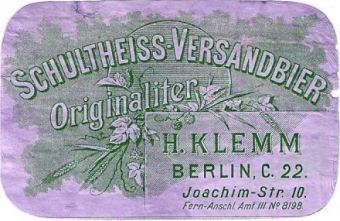 SCHULTHEISS-VERSANDBIER
Originaliter
H. KLEMM
BERLIN, C. 22.
Joachim-Str. 10.
Fern-Anschl. Amt III No 8198.